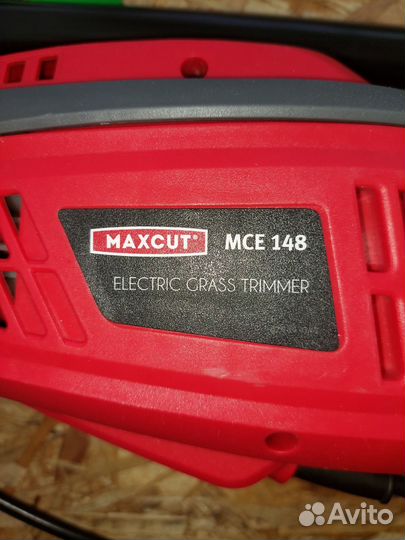 MAXCUT® MCE 148
ELECTRIC GRASS TRIMMER
Avito